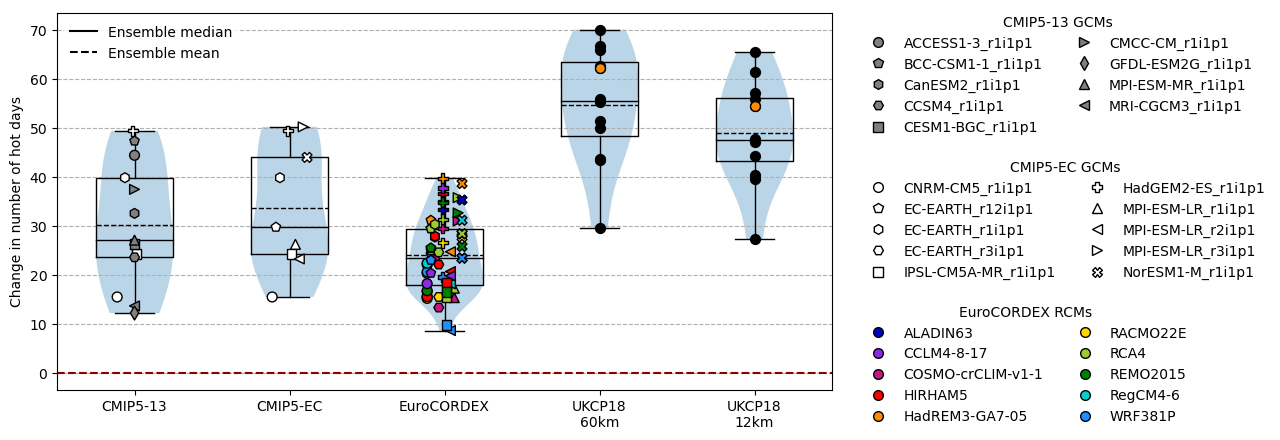 Change in number of hot days
70
60
50
40
30
20
10
0
Ensemble median
Ensemble mean
CMIP5-13
CMIP5-EC
EuroCORDEX
UKCP18
60km
UKCP18
12km
CMIP5-13 GCMs
ACCESS1-3_r1i1p1
BCC-CSM1-1_r1i1p1
CanESM2_r1i1p1
CCSM4_r1i1p1
CESM1-BGC_r1i1p1
CMCC-CM_r1i1p1
GFDL-ESM2G_r1i1p1
MPI-ESM-MR_r1i1p1
MRI-CGCM3_r1i1p1
CMIP5-EC GCMs
CNRM-CM5_r1i1p1
EC-EARTH_r12i1p1
EC-EARTH_r1i1p1
EC-EARTH_r3i1p1
IPSL-CM5A-MR_r1i1p1
HadGEM2-ES_r1i1p1
MPI-ESM-LR_r1i1p1
MPI-ESM-LR_r2i1p1
MPI-ESM-LR_r3i1p1
NorESM1-M_r1i1p1
EuroCORDEX RCMs
ALADIN63
CCLM4-8-17
COSMO-crCLIM-v1-1
HIRHAM5
HadREM3-GA7-05
RACMO22E
RCA4
REMO2015
RegCM4-6
WRF381P